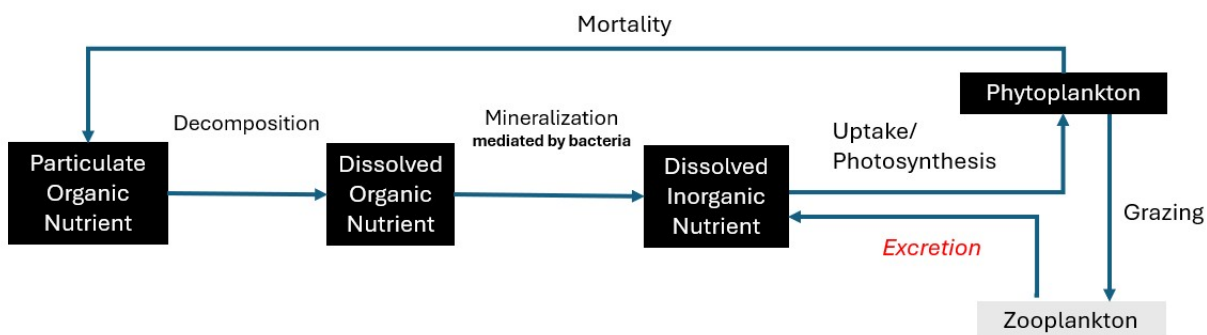 Mortality
Phytoplankton
Decomposition
Mineralization
mediated by bacteria
Uptake/
Photosynthesis
Particulate
Organic
Nutrient
Dissolved
Organic
Nutrient
Dissolved
Inorganic
Nutrient
Grazing
Excretion
Zooplankton